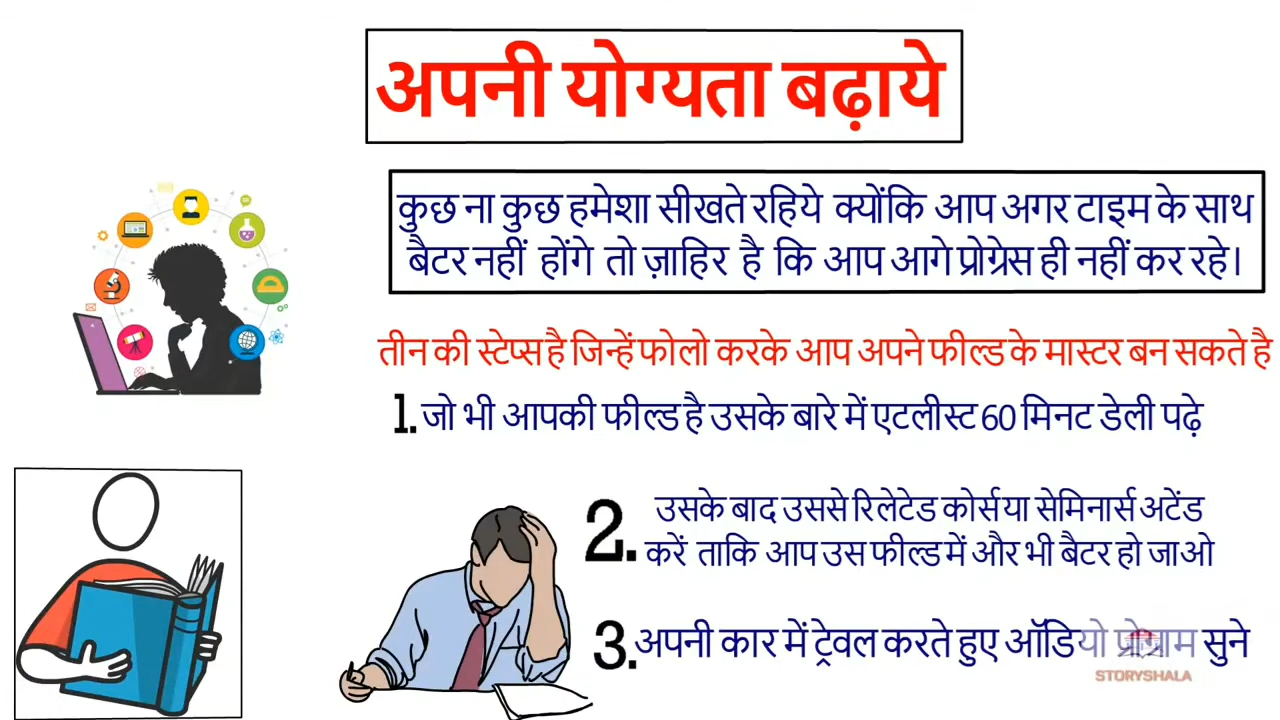 अपनी योग्यता बढ़ाये
कुछ ना कुछ हमेशा सीखते रहिये क्योंकि आप अगर टाइम के साथ
बैटर नहीं होंगे तो ज़ाहिर है कि आप आगे प्रोग्रेस ही नहीं कर रहे।
तीन की स्टेप्स है जिन्हें फोलो करके आप अपने फील्ड के मास्टर बन सकते है
1. जो भी आपकी फील्ड है उसके बारे में एटलीस्ट 60 मिनट डेली पढ़े
2. उसके बाद उससे रिलेटेड कोर्स या सेमिनार्स अटेंड
करें ताकि आप उस फील्ड में और भी बैटर हो जाओ
3. अपनी कार में ट्रेवल करते हुए ऑडियो प्रोग्राम सुने
STORYSHALA